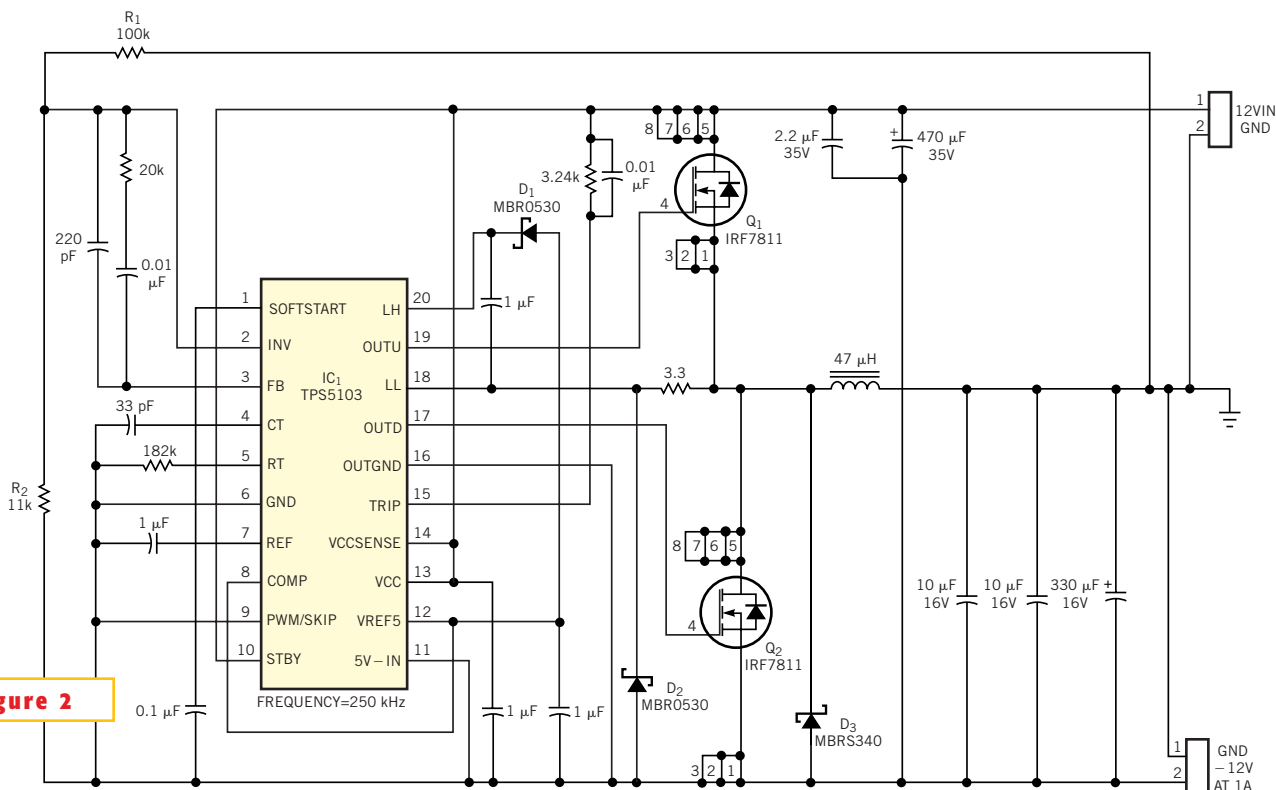 R1
100k
1
2
12VIN
GND
20k
220
pF
0.01
µF
D1
MBR0530
1 µF
3.24k
0.01
µF
8 7 6 5
4
Q1
IRF7811
3 2 1
2.2 µF
35V
+
470 µF
35V
3.3
47 µH
R2
11k
33 pF
182k
1 µF
0.1 µF
1 SOFTSTART
2 INV
3 FB
4 CT
5 RT
6 GND
7 REF
8 COMP
9 PWM/SKIP
10 STBY
IC1
TPS5103
LH 20
OUTU 19
LL 18
OUTD 17
OUTGND 16
TRIP 15
VCCSENSE 14
VCC 13
VREF5 12
5V–IN 11
FREQUENCY=250 kHz
1 µF
1 µF
D2
MBR0530
8 7 6 5
4
Q2
IRF7811
3 2 1
D3
MBRS340
10 µF
16V
10 µF
16V
330 µF +
16V
1
2
GND
–12V
AT 1A
gure 2